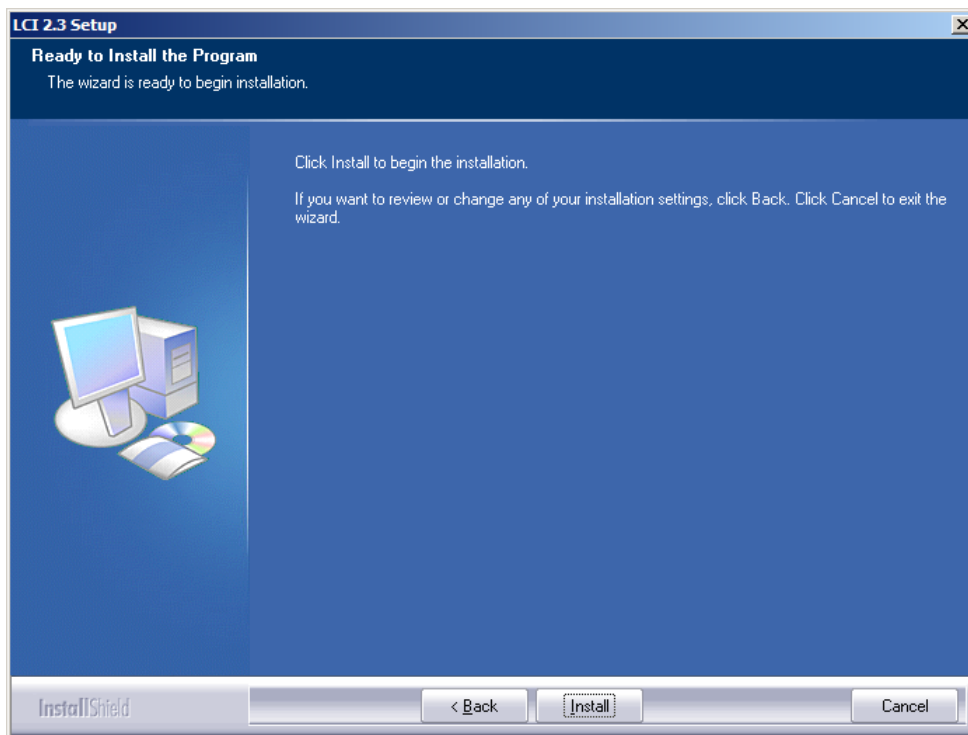 LCI 2.3 Setup
Ready to Install the Program
The wizard is ready to begin installation.
Click Install to begin the installation.
If you want to review or change any of your installation settings, click Back. Click Cancel to exit the
wizard.
InstallShield
< Back
Install
Cancel